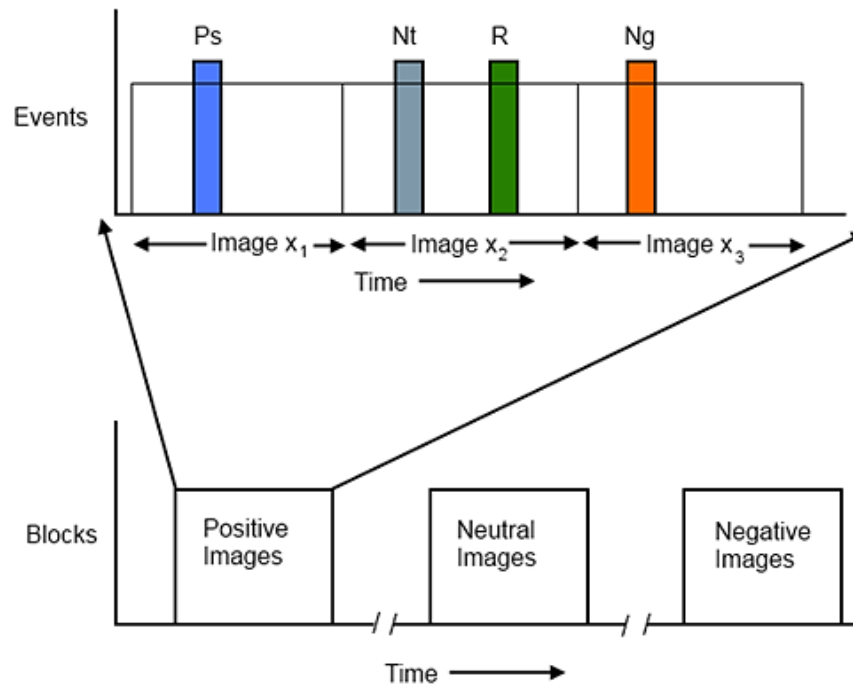 Ps Nt R Ng
Events
Image x₁ Image x₂ Image x₃
Time
Blocks
Positive
Images
Neutral
Images
Negative
Images
Time